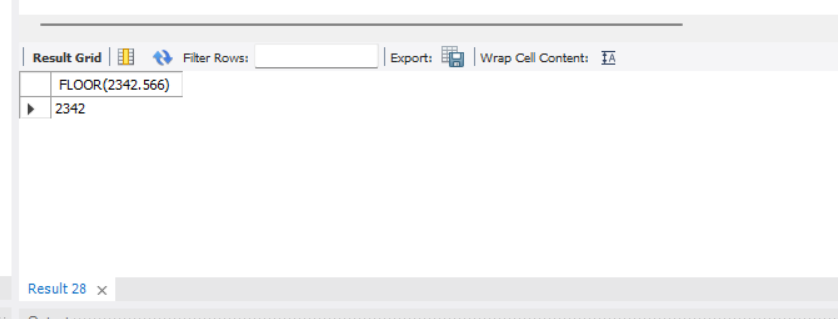 Result Grid Filter Rows: Export: Wrap Cell Content:
FLOOR(2342.566)
2342
Result 28